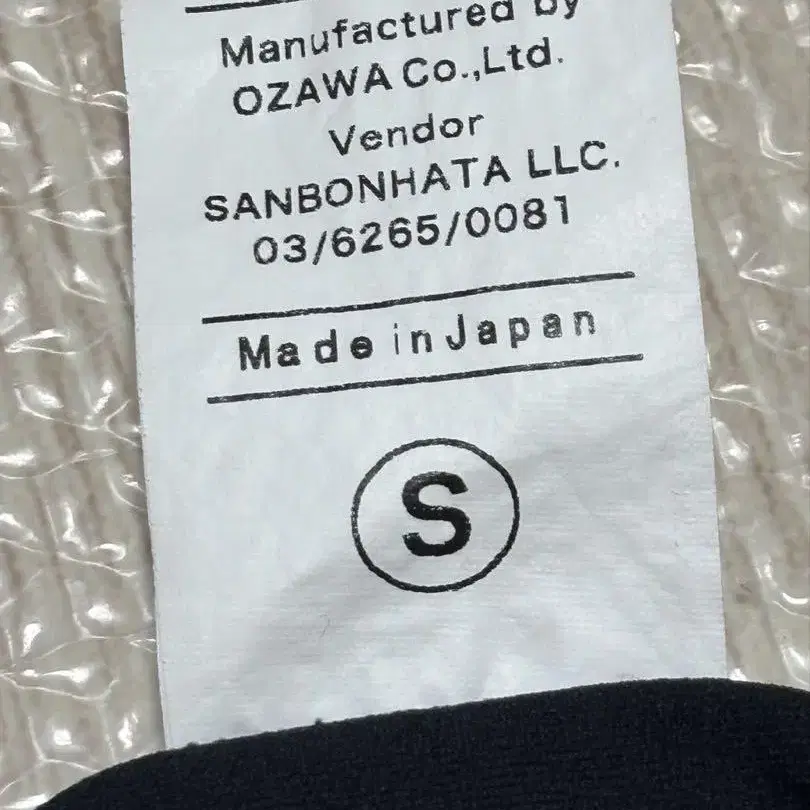 Manufactured by
OZAWA Co.,Ltd.
Vendor
SANBONHATA LLC.
03/6265/0081
Made in Japan
S